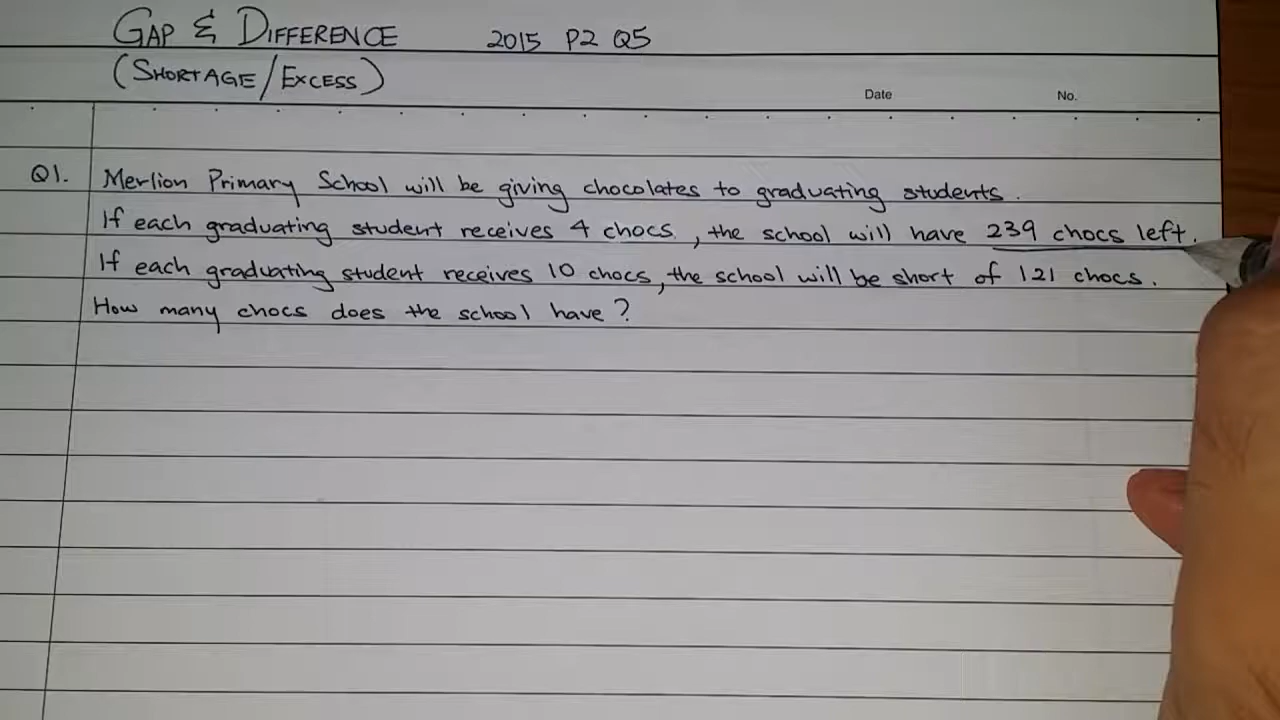 GAP & DIFFERENCE 2015 P2 Q5
(SHORTAGE/EXCESS)
Date No.
Q1. Merlion Primary School will be giving chocolates to graduating students.
If each graduating student receives 4 chocs, the school will have 239 chocs left.
If each graduating student receives 10 chocs, the school will be short of 121 chocs.
How many chocs does the school have?